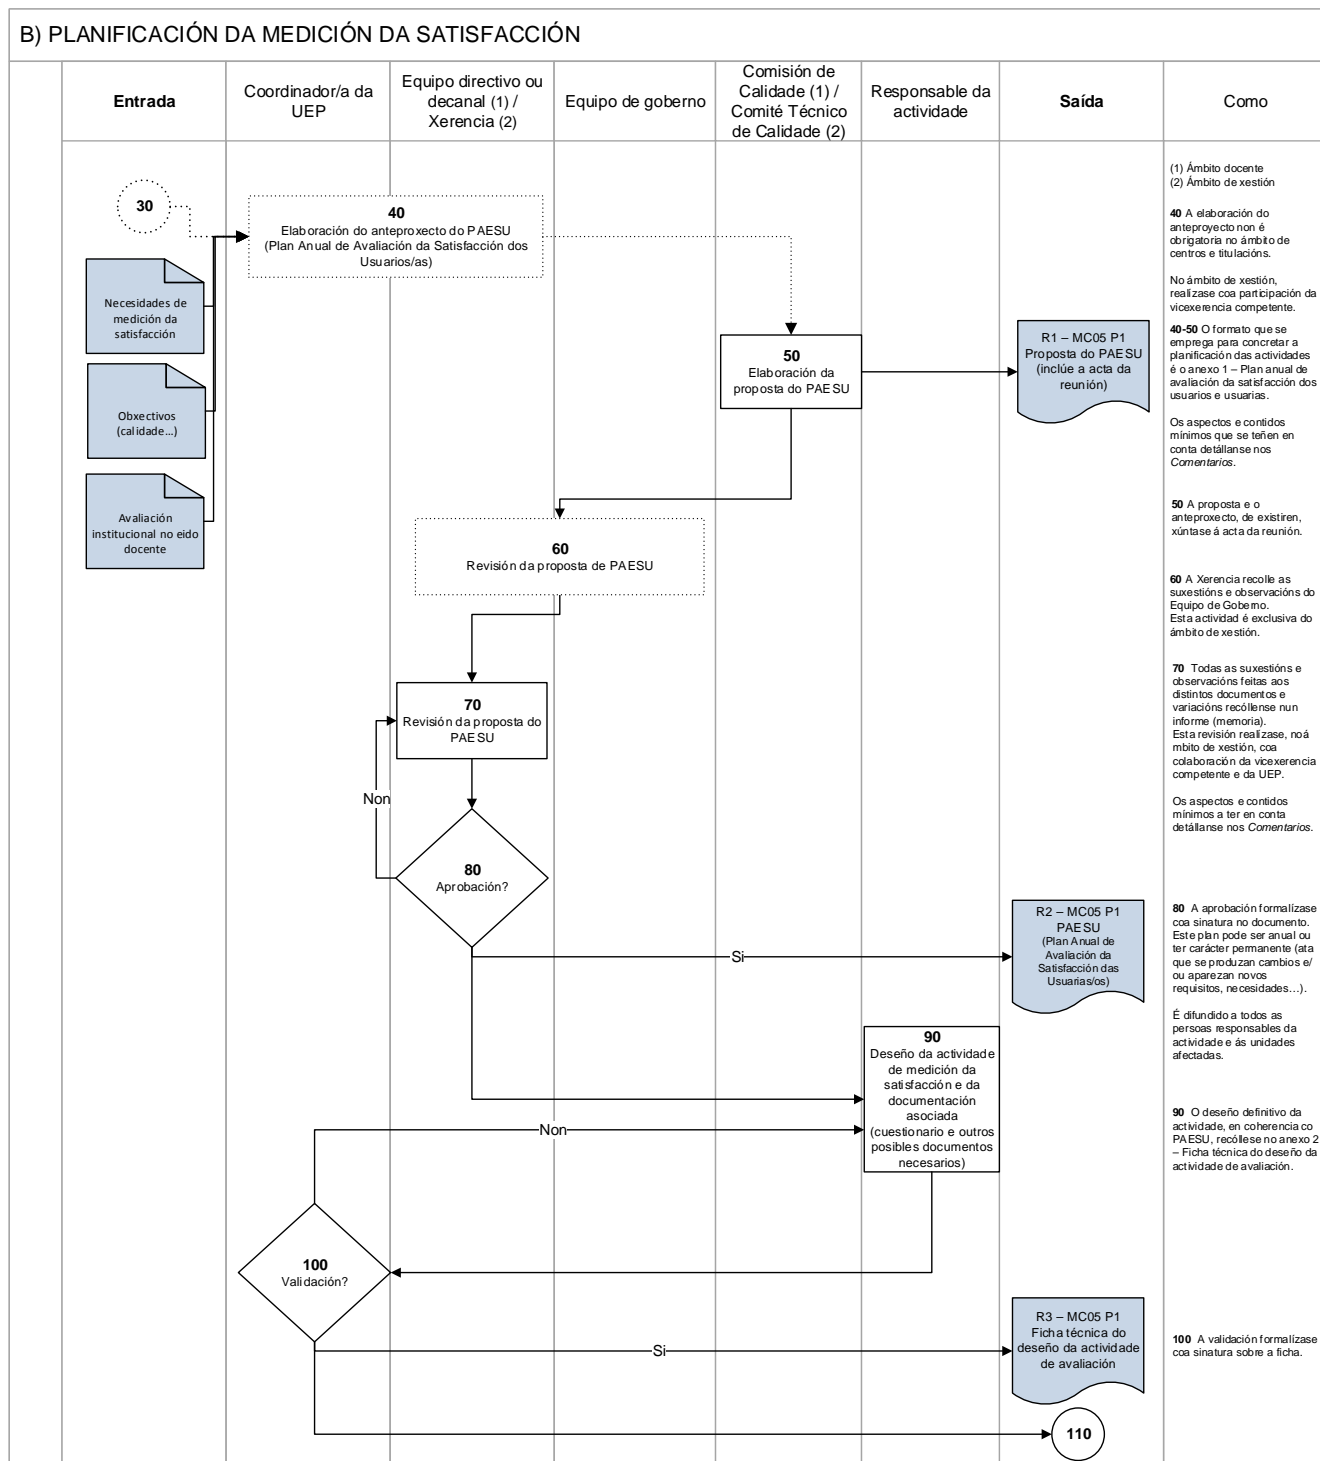 B) PLANIFICACIÓN DA MEDICIÓN DA SATISFACCIÓN
Entrada
Coordinador/a da
UEP
Equipo directivo ou
decanal (1) /
Xerencia (2)
Equipo de goberno
Comisión de
Calidade (1) /
Comité Técnico
de Calidade (2)
Responsable da
actividade
Saída
Como
30
40
Elaboración do anteproxecto do PAESU
(Plan Anual de Avaliación da Satisfacción dos
Usuarios/as)
Necesidades de
medición da
satisfacción
Obxectivos
(calidade...)
Avaliación
institucional no eido
docente
50
Elaboración da
proposta do PAESU
R1 – MC05 P1
Proposta do PAESU
(inclúe a acta da
reunión)
60
Revisión da proposta de PAESU
70
Revisión da proposta do
PAESU
Non
80
Aprobación?
Si
R2 – MC05 P1
PAESU
(Plan Anual de
Avaliación da
Satisfacción das
Usuarias/os)
90
Deseño da actividade
de medición da
satisfacción e da
documentación
asociada
(cuestionario e outros
posibles documentos
necesarios)
Non
100
Validación?
Si
R3 – MC05 P1
Ficha técnica do
deseño da actividade
de avaliación
110
(1) Ámbito docente
(2) Ámbito de xestión
40 A elaboración do
anteproyecto non é
obrigatoria no ámbito de
centros e titulacións.
No ámbito de xestión,
realízase coa participación da
vicexerencia competente.
40-50 O formato que se
emprega para concretar a
planificación das actividades
é o anexo 1 – Plan anual de
avaliación da satisfacción dos
usuarios e usuarias.
Os aspectos e contidos
mínimos que se teñen en
conta detállanse nos
Comentarios.
50 A proposta e o
anteproxecto, de existiren,
xúntase á acta da reunión.
60 A Xerencia recolle as
suxestións e observacións do
Equipo de Goberno.
Esta actividad é exclusiva do
ámbito de xestión.
70 Todas as suxestións e
observacións feitas aos
distintos documentos e
variacións recóllense nun
informe (memoria).
Esta revisión realízase, noá
mbito de xestión, coa
colaboración da vicexerencia
competente e da UEP.
Os aspectos e contidos
mínimos a ter en conta
detállanse nos Comentarios.
80 A aprobación formalízase
coa sinatura no documento.
Este plan pode ser anual ou
ter carácter permanente (ata
que se produzan cambios e/
ou aparezan novos
requisitos, necesidades...).
É difundido a todos as
persoas responsables da
actividade e ás unidades
afectadas.
90 O deseño definitivo da
actividade, en coherencia co
PAESU, recóllese no anexo 2
– Ficha técnica do deseño da
actividade de avaliación.
100 A validación formalízase
coa sinatura sobre a ficha.